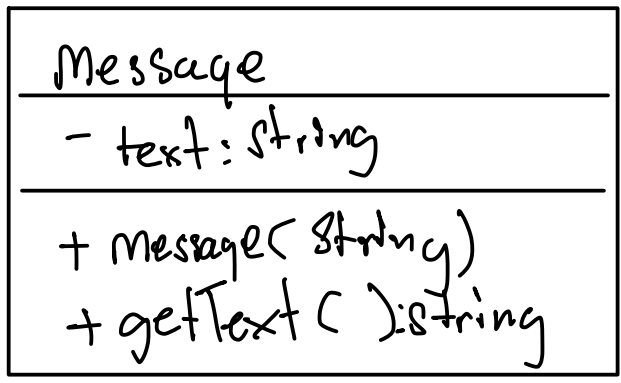 Message
- text: string
+ message( String)
+ getText ( ):string